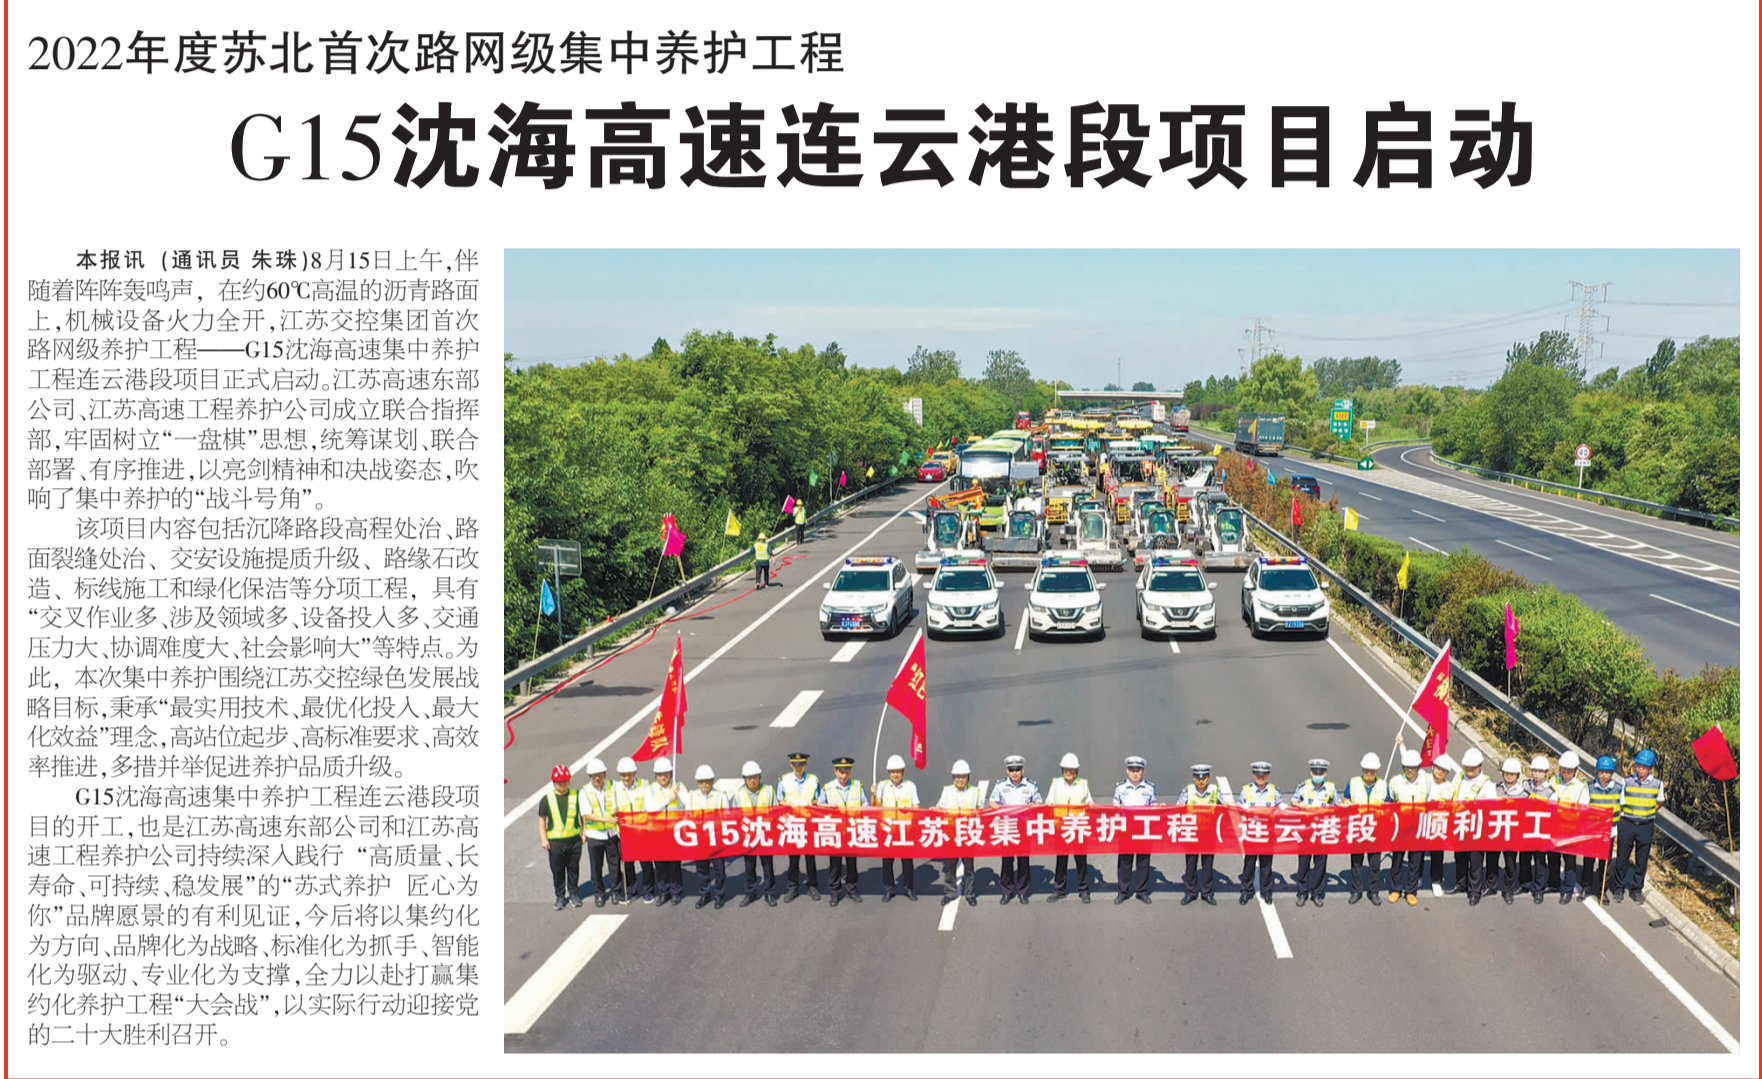 2022年度苏北首次路网级集中养护工程
G15沈海高速连云港段项目启动
本报讯 (通讯员 朱珠)8月15日上午,伴
随着阵阵轰鸣声，在约60℃高温的沥青路面
上,机械设备火力全开,江苏交控集团首次
路网级养护工程——G15沈海高速集中养护
工程连云港段项目正式启动。江苏高速东部
公司、江苏高速工程养护公司成立联合指挥
部,牢固树立“一盘棋”思想,统筹谋划、联合
部署、有序推进,以亮剑精神和决战姿态,吹
响了集中养护的“战斗号角”。
该项目内容包括沉降路段高程处治、路
面裂缝处治、交安设施提质升级、路缘石改
造、标线施工和绿化保洁等分项工程，具有
“交叉作业多、涉及领域多、设备投入多、交通
压力大、协调难度大、社会影响大”等特点。为
此，本次集中养护围绕江苏交控绿色发展战
略目标,秉承“最实用技术、最优化投入、最大
化效益”理念,高站位起步、高标准要求、高效
率推进,多措并举促进养护品质升级。
G15沈海高速集中养护工程连云港段项
目的开工,也是江苏高速东部公司和江苏高
速工程养护公司持续深入践行“高质量、长
寿命、可持续、稳发展”的“苏式养护 匠心为
你”品牌愿景的有利见证,今后将以集约化
为方向、品牌化为战略、标准化为抓手、智能
化为驱动、专业化为支撑,全力以赴打赢集
约化养护工程“大会战”,以实际行动迎接党
的二十大胜利召开。
G15沈海高速江苏段集中养护工程（连云港段）顺利开工